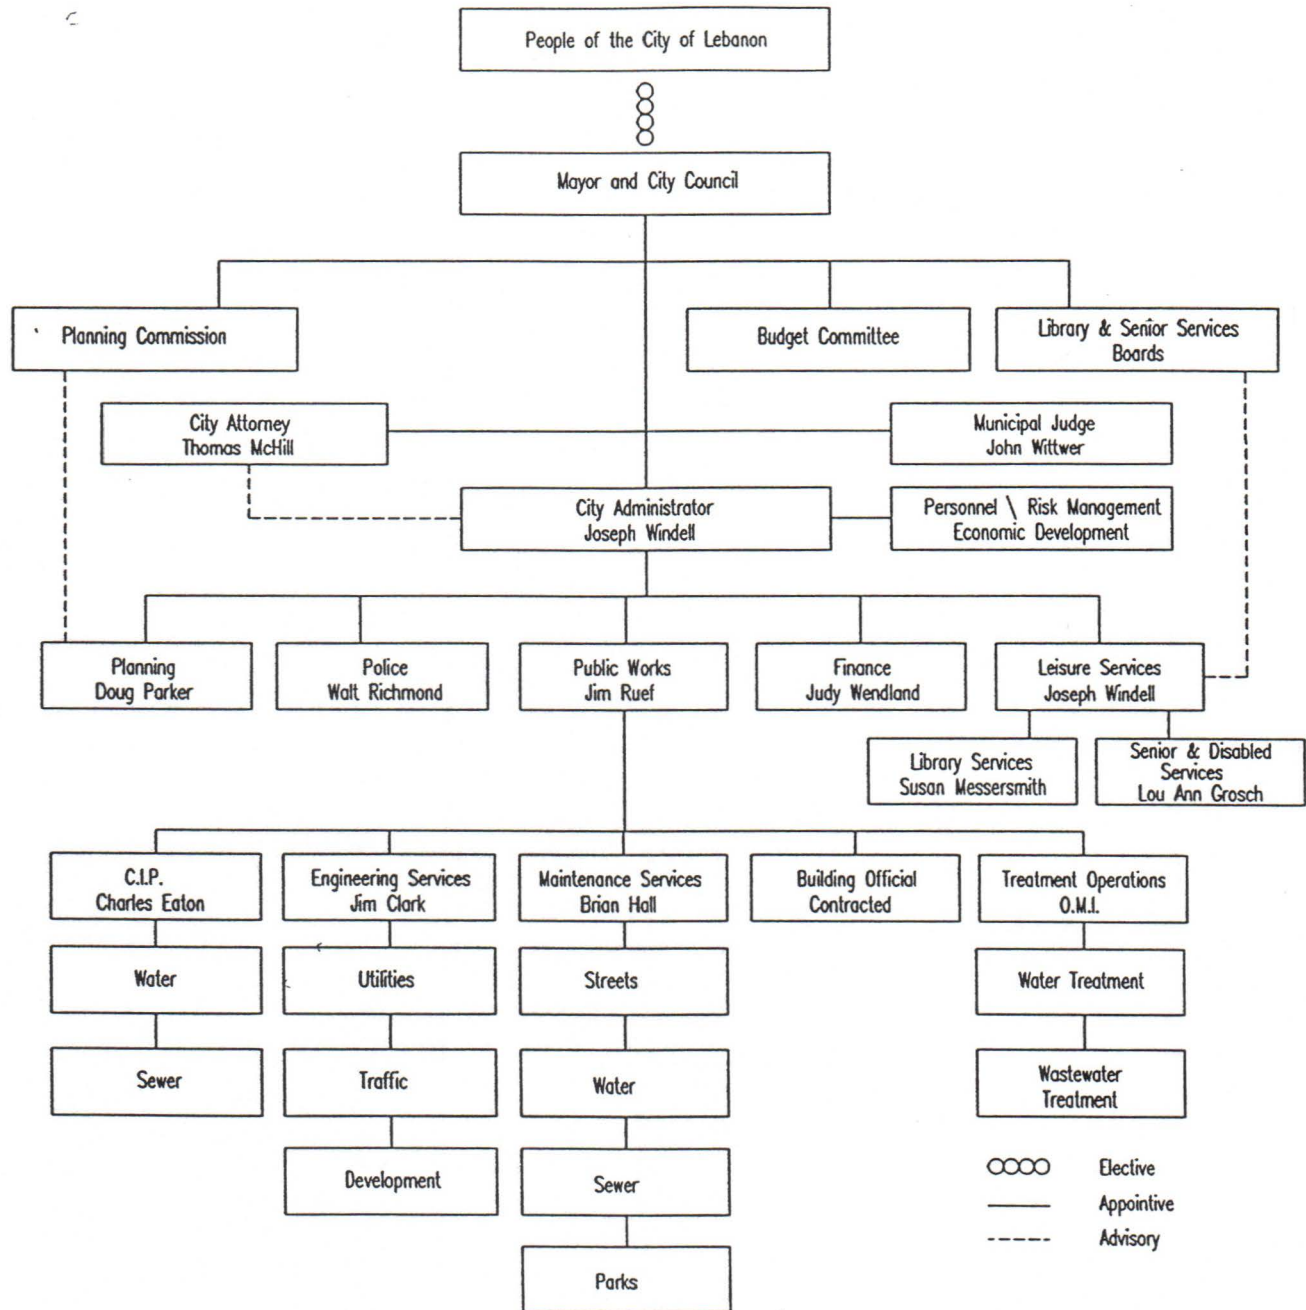 People of the City of Lebanon
Mayor and City Council
Planning Commission
Budget Committee
Library & Senior Services
Boards
City Attorney
Thomas McHill
Municipal Judge
John Wittwer
City Administrator
Joseph Windell
Personnel \ Risk Management
Economic Development
Planning
Doug Parker
Police
Walt Richmond
Public Works
Jim Ruef
Finance
Judy Wendland
Leisure Services
Joseph Windell
Library Services
Susan Messersmith
Senior & Disabled
Services
Lou Ann Grosch
C.I.P.
Charles Eaton
Engineering Services
Jim Clark
Maintenance Services
Brian Hall
Building Official
Contracted
Treatment Operations
O.M.I.
Water
Utilities
Streets
Water Treatment
Sewer
Traffic
Water
Wastewater
Treatment
Development
Sewer
Parks
Elective
Appointive
Advisory